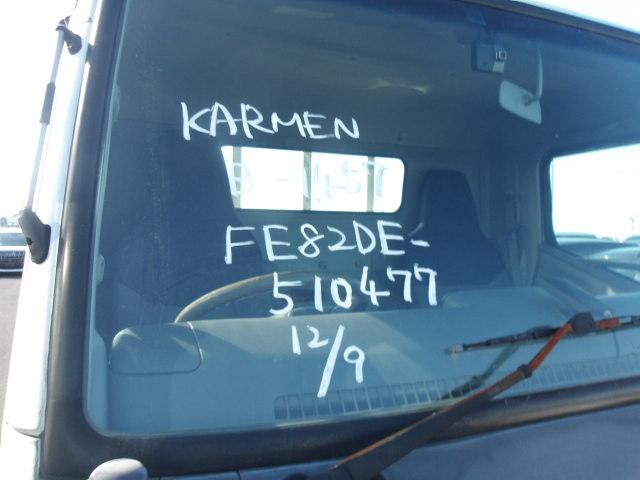 KARMEN
B-1457
FE82DE-
510477
12/9